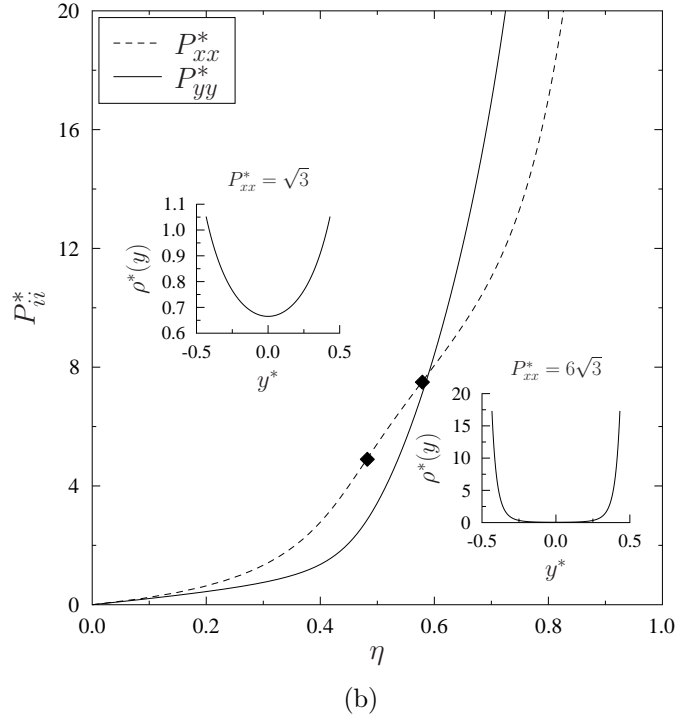 20
16
12
8
4
0
P*ii
P*xx
P*yy
P*xx = √3
1.1
1.0
0.9
0.8
0.7
0.6
ρ*(y)
-0.5 0.0 0.5
y*
P*xx = 6√3
20
15
10
5
0
ρ*(y)
-0.5 0.0 0.5
y*
0.0 0.2 0.4 0.6 0.8 1.0
η
(b)